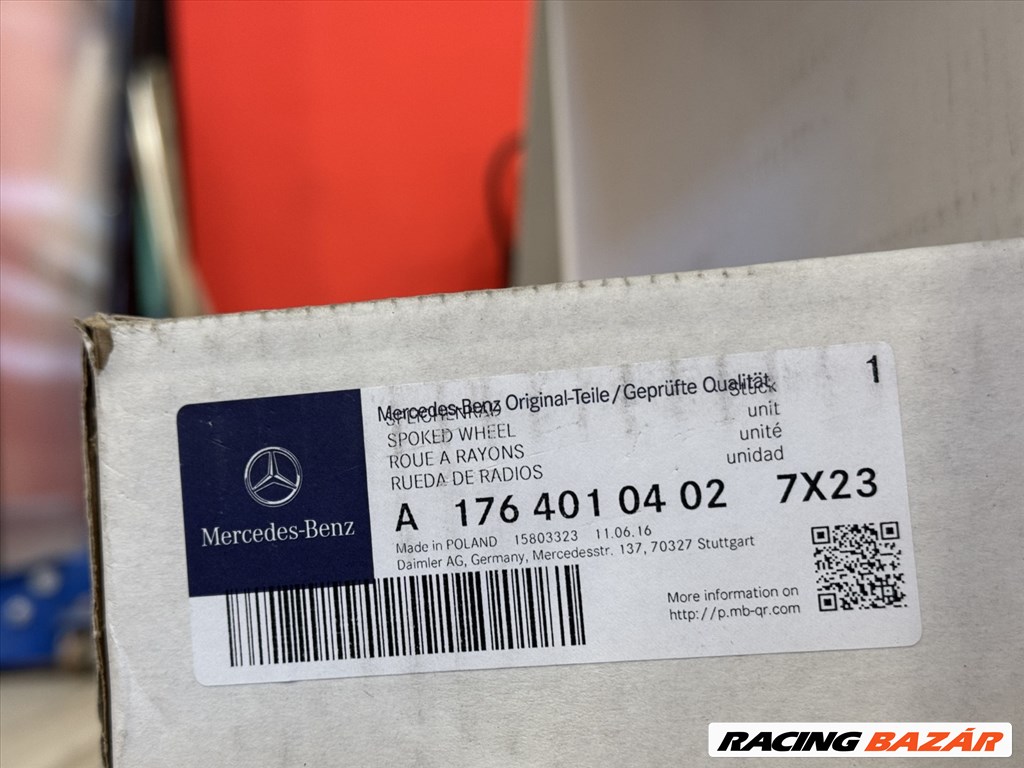 Mercedes-Benz Original-Teile/Geprüfte Qualität
1
SPEICHENRAD
Stück
SPOKED WHEEL
unit
ROUE A RAYONS
unité
RUEDA DE RADIOS
unidad
A 176 401 04 02 7X23
Made in POLAND 15803323 11.06.16
Daimler AG, Germany, Mercedesstr. 137, 70327 Stuttgart
Mercedes-Benz
More information on
http://p.mb-qr.com
RACING BAZÁR